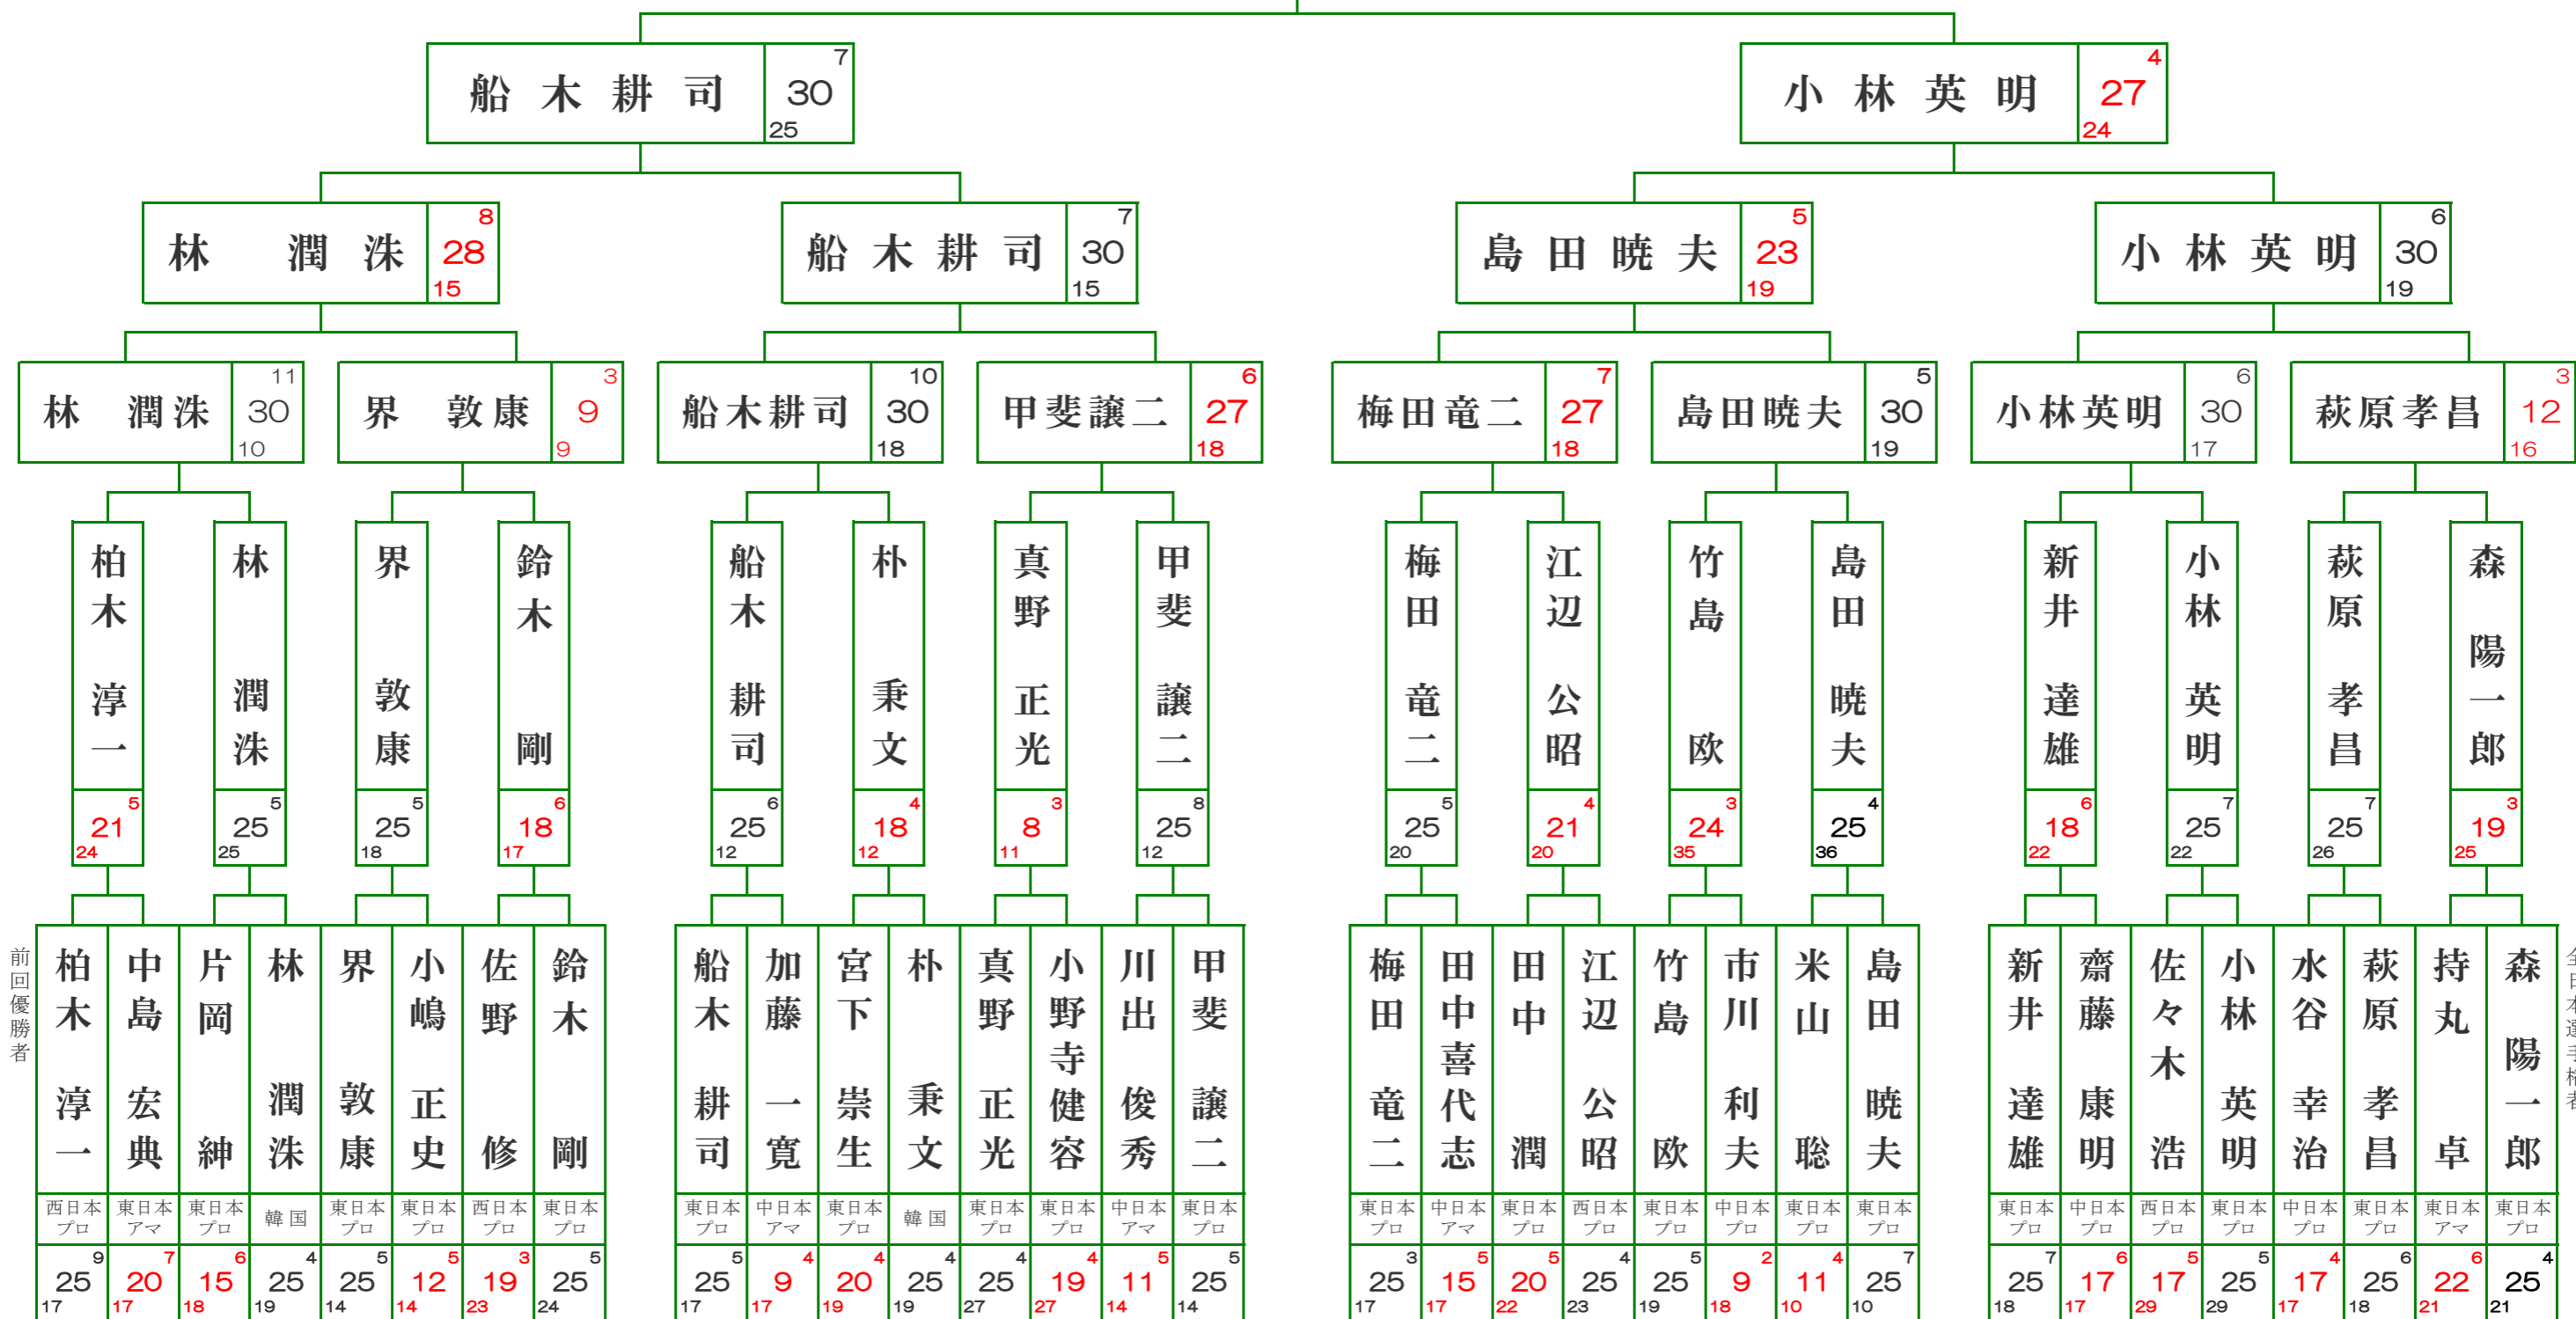 船木耕司 7 30 25
小林英明 4 27 24
林 潤洙 8 28 15
船木耕司 7 30 15
島田暁夫 5 23 19
小林英明 6 30 19
林 潤洙 11 30 10
界 敦康 3 9 9
船木耕司 10 30 18
甲斐譲二 6 27 18
梅田竜二 7 27 18
島田暁夫 5 30 19
小林英明 6 30 17
萩原孝昌 3 12 16
柏木 淳一 5 21 24
林 潤洙 5 25 25
界 敦康 5 25 18
鈴木 剛 6 18 17
船木 耕司 6 25 12
朴 秉文 4 18 12
真野 正光 3 8 11
甲斐 譲二 8 25 12
梅田 竜二 5 25 20
江辺 公昭 4 21 20
竹島 欧 3 24 35
島田 暁夫 4 25 36
新井 達雄 6 18 22
小林 英明 7 25 22
萩原 孝昌 7 25 26
森 陽一郎 3 19 25
前回優勝者
柏木 淳一 西日本プロ 9 25 17
中島 宏典 東日本アマ 7 20 17
片岡 紳 東日本プロ 6 15 18
林 潤洙 韓国 4 25 19
界 敦康 東日本プロ 5 25 14
小嶋 正史 東日本プロ 5 12 14
佐野 修 西日本プロ 3 19 23
鈴木 剛 東日本プロ 5 25 24
船木 耕司 東日本プロ 5 25 17
加藤 一寛 中日本アマ 4 9 17
宮下 崇生 東日本プロ 4 20 19
朴 秉文 韓国 4 25 19
真野 正光 東日本プロ 4 25 27
小野寺健容 東日本プロ 4 19 27
川出 俊秀 中日本アマ 5 11 14
甲斐 譲二 東日本プロ 5 25 14
梅田 竜二 東日本プロ 3 25 17
田中喜代志 中日本アマ 5 15 17
田中 潤 東日本プロ 5 20 22
江辺 公昭 西日本プロ 4 25 23
竹島 欧 東日本プロ 5 25 19
市川 利夫 中日本プロ 2 9 18
米山 聡 東日本プロ 4 11 10
島田 暁夫 東日本プロ 7 25 10
新井 達雄 東日本プロ 7 25 18
齋藤 康明 中日本プロ 6 17 17
佐々木 浩 西日本プロ 5 17 29
小林 英明 東日本プロ 5 25 29
水谷 幸治 中日本プロ 4 17 17
萩原 孝昌 東日本プロ 6 25 18
持丸 卓 東日本アマ 6 22 21
森 陽一郎 東日本プロ 4 25 21
全日本選手権者